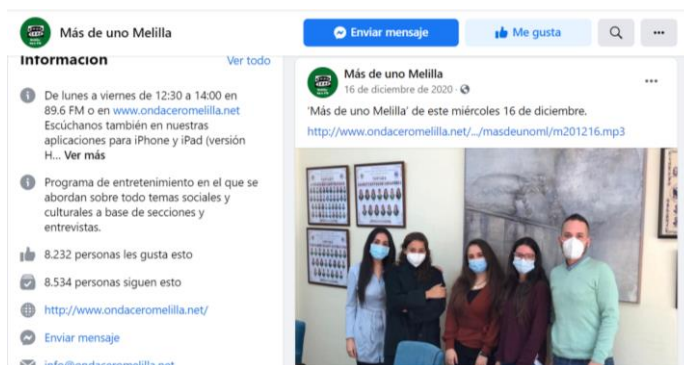 Más de uno Melilla
Enviar mensaje
Me gusta
Información
Ver todo
De lunes a viernes de 12:30 a 14:00 en
89.6 FM o en www.ondaceromelilla.net
Escúchanos también en nuestras
aplicaciones para iPhone y iPad (versión
H... Ver más
Programa de entretenimiento en el que se
abordan sobre todo temas sociales y
culturales a base de secciones y
entrevistas.
8.232 personas les gusta esto
8.534 personas siguen esto
http://www.ondaceromelilla.net/
Enviar mensaje
info@ondaceromelilla.net
Más de uno Melilla
16 de diciembre de 2020 ·
'Más de uno Melilla' de este miércoles 16 de diciembre.
http://www.ondaceromelilla.net/.../masdeunoml/m201216.mp3